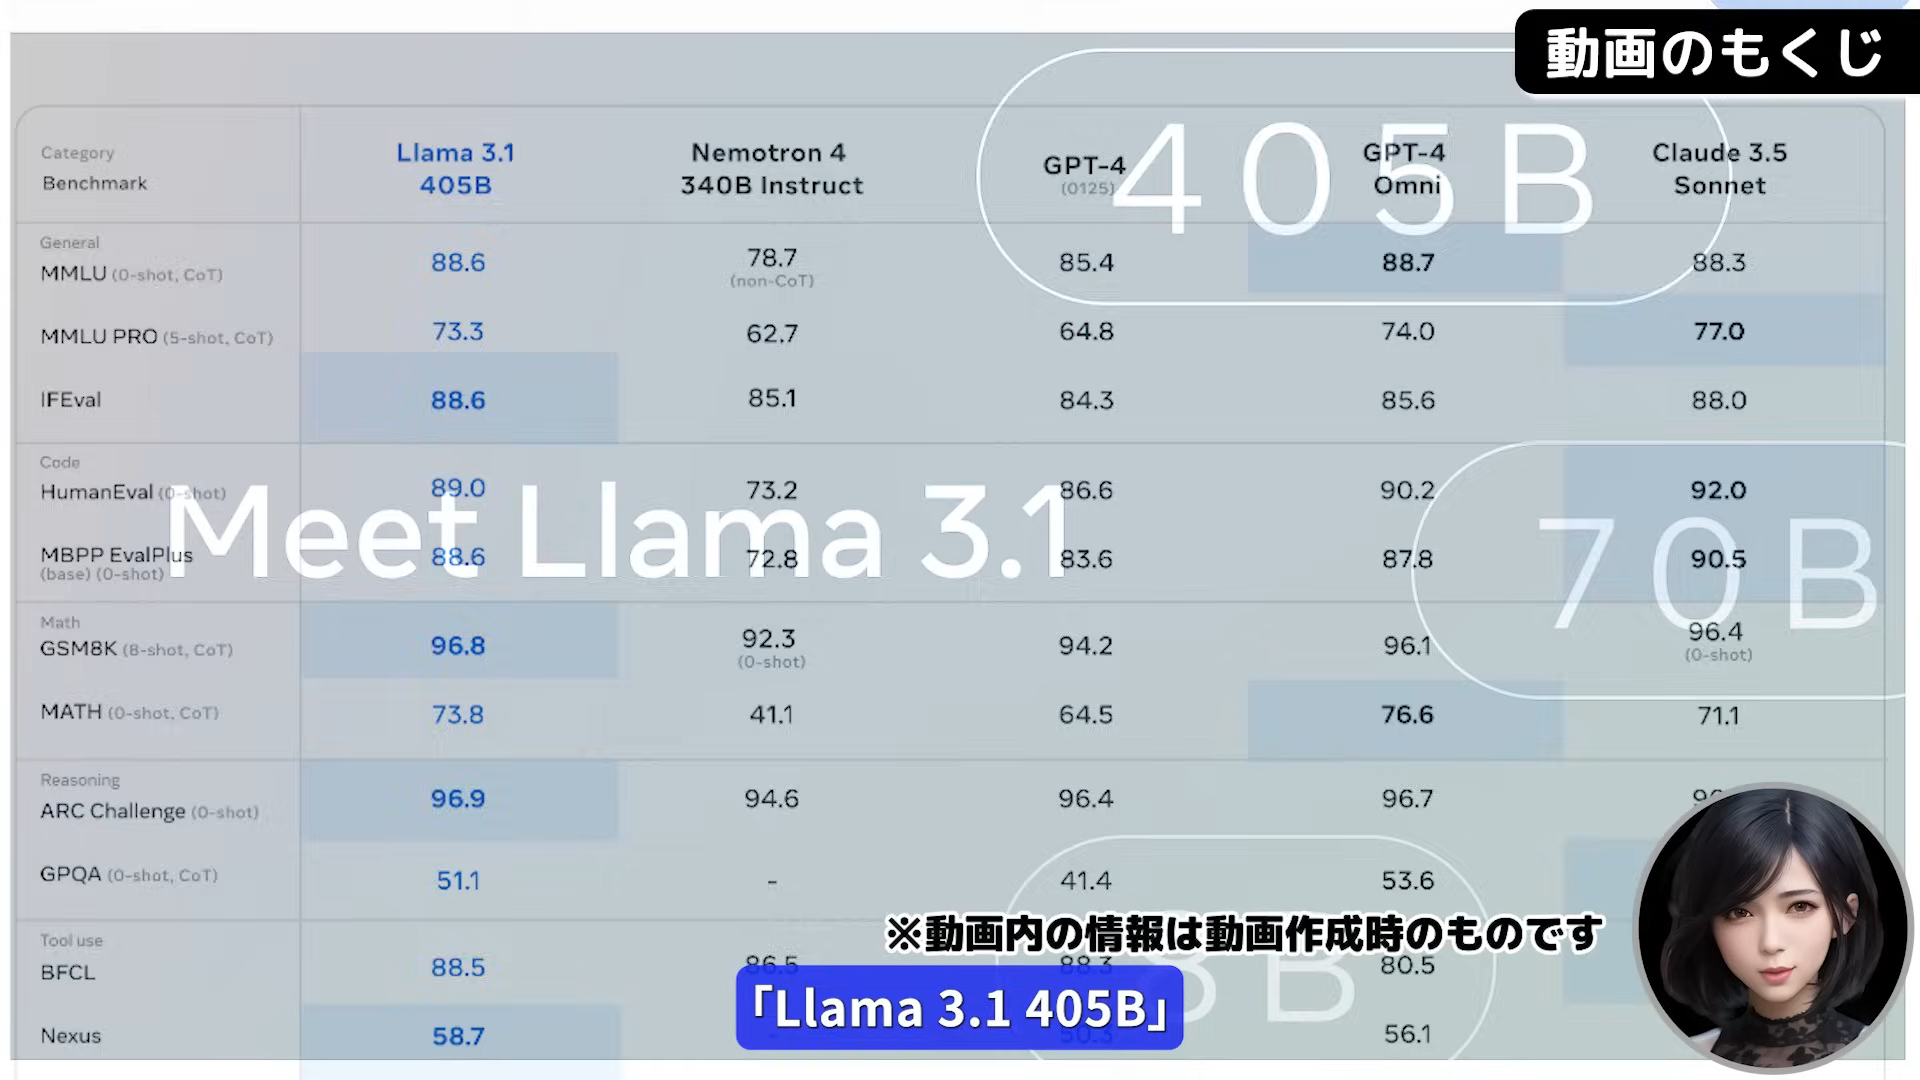 動画のもくじ
405B
Category
Benchmark
Llama 3.1
405B
Nemotron 4
340B Instruct
GPT-4
(0125)
GPT-4
Omni
Claude 3.5
Sonnet
General
MMLU (0-shot, CoT) 88.6 78.7 85.4 88.7 88.3
(non-CoT)
MMLU PRO (5-shot, CoT) 73.3 62.7 64.8 74.0 77.0
IFEval 88.6 85.1 84.3 85.6 88.0
Code
HumanEval (0-shot) 89.0 73.2 86.6 90.2 92.0
Meet Llama 3.1
70B
MBPP EvalPlus 88.6 72.8 83.6 87.8 90.5
(base) (0-shot)
Math
GSM8K (8-shot, CoT) 96.8 92.3 94.2 96.1 96.4
(0-shot) (0-shot)
MATH (0-shot, CoT) 73.8 41.1 64.5 76.6 71.1
Reasoning
ARC Challenge (0-shot) 96.9 94.6 96.4 96.7
GPQA (0-shot, CoT) 51.1 - 41.4 53.6
※動画内の情報は動画作成時のものです
Tool use
BFCL 88.5 86.5 88.3 80.5
8B
「Llama 3.1 405B」
Nexus 58.7 50.3 56.1